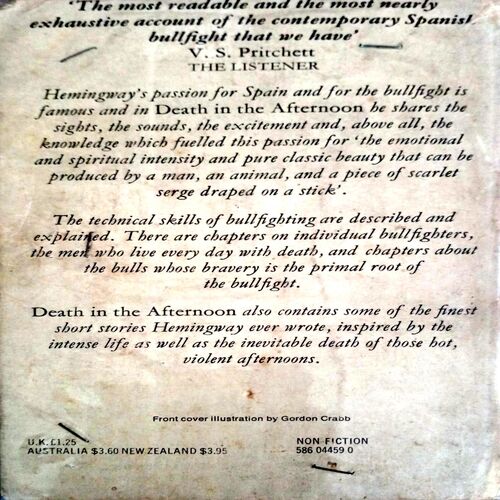 'The most readable and the most nearly
exhaustive account of the contemporary Spanish
bullfight that we have'
V. S. Pritchett
THE LISTENER
Hemingway's passion for Spain and for the bullfight is
famous and in Death in the Afternoon he shares the
sights, the sounds, the excitement and, above all, the
knowledge which fuelled this passion for 'the emotional
and spiritual intensity and pure classic beauty that can be
produced by a man, an animal, and a piece of scarlet
serge draped on a stick'.
The technical skills of bullfighting are described and
explained. There are chapters on individual bullfighters,
the men who live every day with death, and chapters about
the bulls whose bravery is the primal root of
the bullfight.
Death in the Afternoon also contains some of the finest
short stories Hemingway ever wrote, inspired by the
intense life as well as the inevitable death of those hot,
violent afternoons.
Front cover illustration by Gordon Crabb
U.K. £1.25
AUSTRALIA $3.60 NEW ZEALAND $3.95
NON-FICTION
586 04459 0